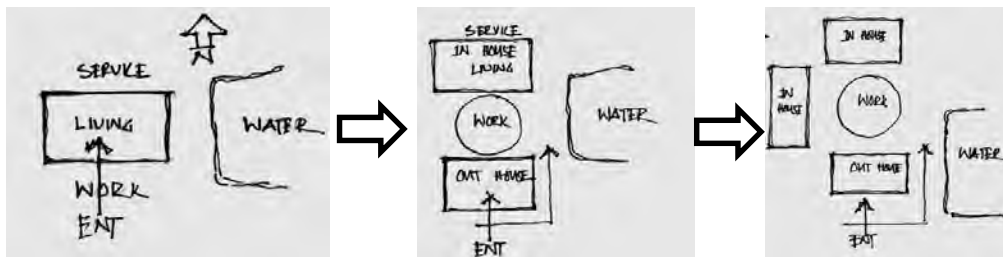 N
SERVICE
LIVING
WATER
WORK
ENT
SERVICE
IN HOUSE
LIVING
WORK
WATER
OUT HOUSE
ENT
IN HOUSE
IN
HOUSE
WORK
OUT HOUSE
WATER
ENT